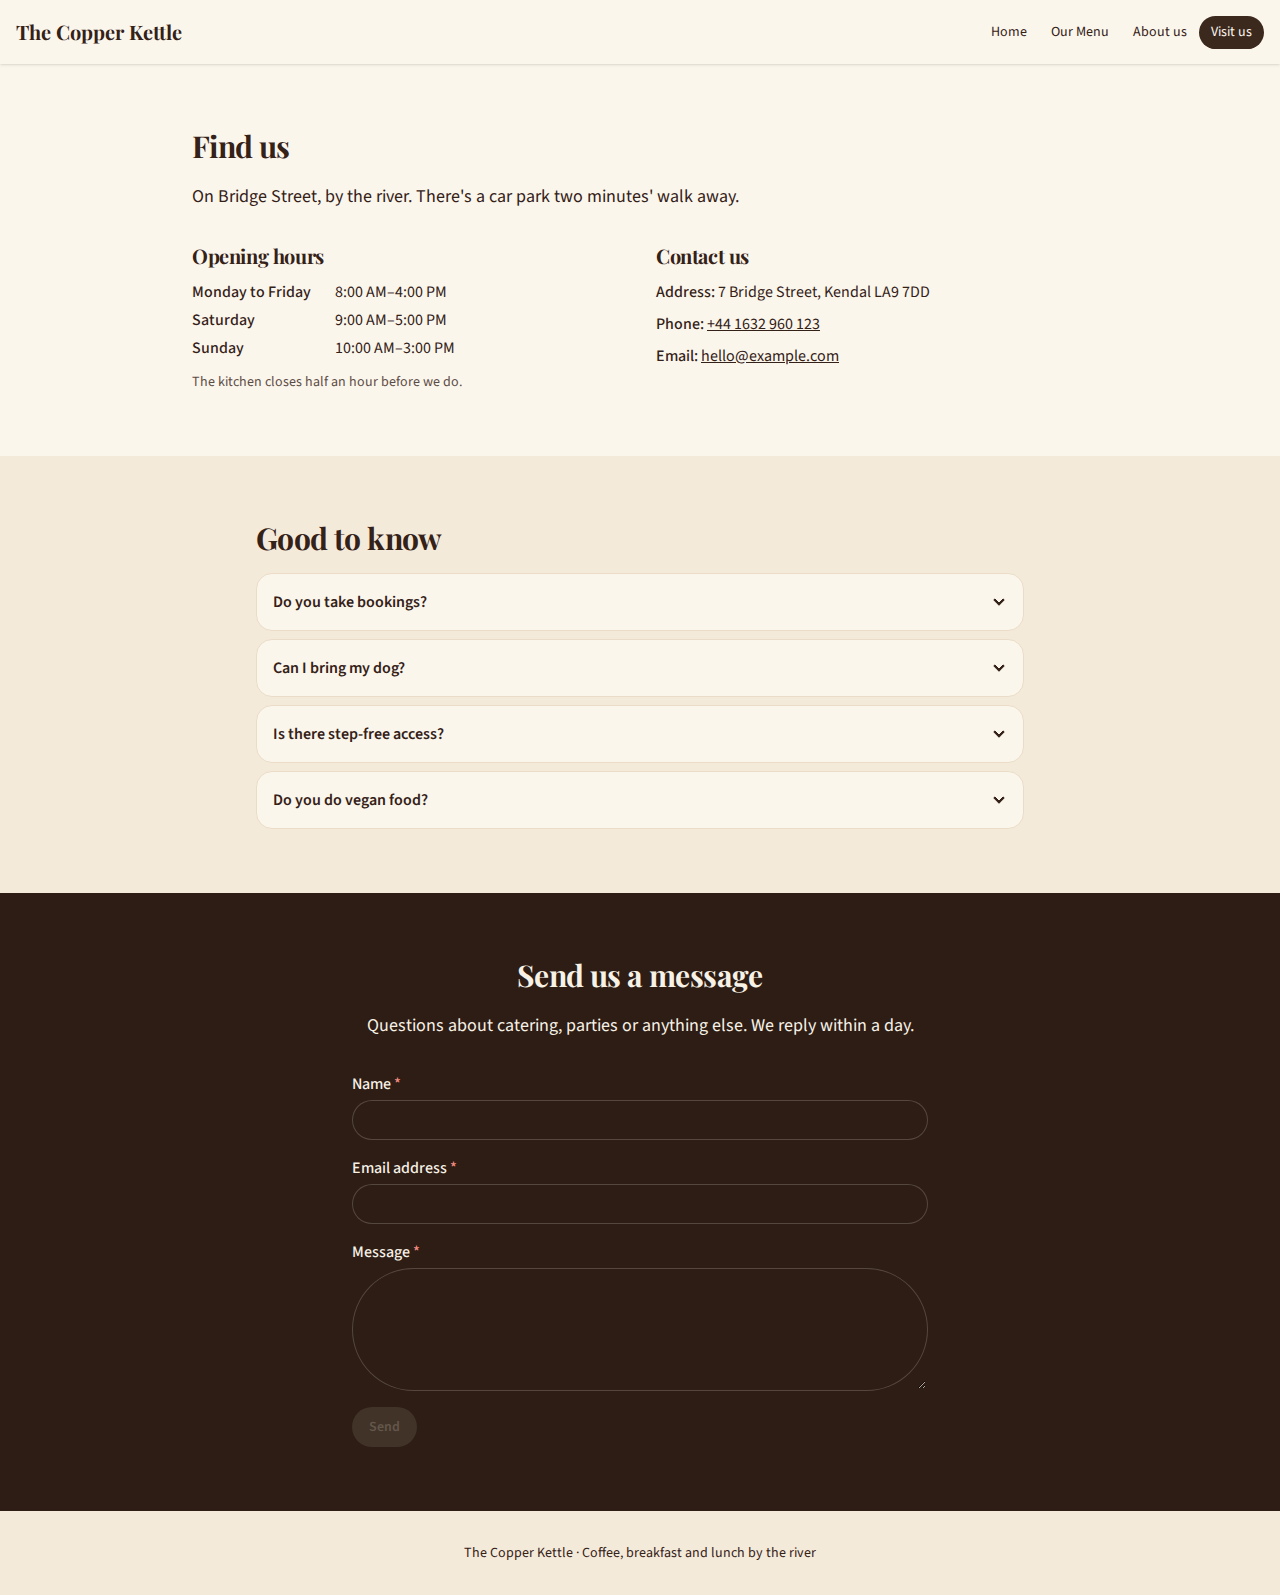 The Copper Kettle
Home Our Menu About us Visit us
Find us
On Bridge Street, by the river. There's a car park two minutes' walk away.
Opening hours
Monday to Friday 8:00 AM–4:00 PM
Saturday 9:00 AM–5:00 PM
Sunday 10:00 AM–3:00 PM
The kitchen closes half an hour before we do.
Contact us
Address: 7 Bridge Street, Kendal LA9 7DD
Phone: +44 1632 960 123
Email: hello@example.com
Good to know
Do you take bookings?
Can I bring my dog?
Is there step-free access?
Do you do vegan food?
Send us a message
Questions about catering, parties or anything else. We reply within a day.
Name *
Email address *
Message *
Send
The Copper Kettle · Coffee, breakfast and lunch by the river